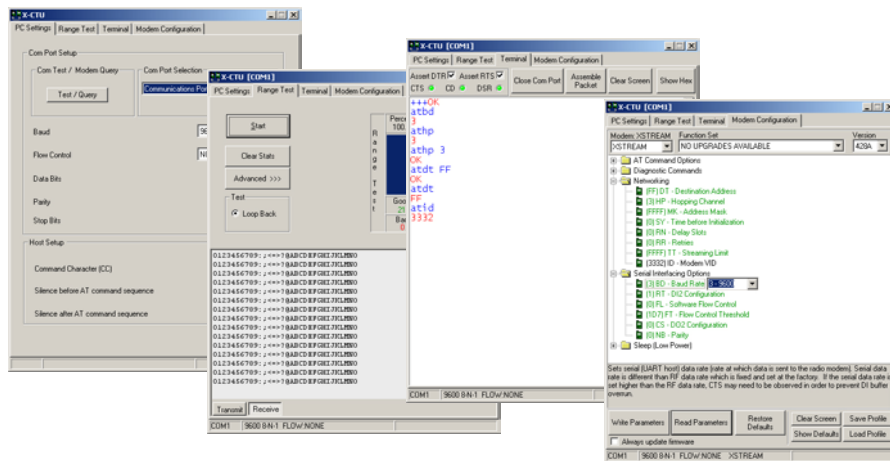 X-CTU
PC Settings Range Test Terminal Modem Configuration
Com Port Setup
Com Test / Modem Query
Com Port Selection
Test / Query
Baud
Flow Control
Data Bits
Parity
Stop Bits
Host Setup
Command Character (CC)
Silence before AT command sequence
Silence after AT command sequence
X-CTU [COM1]
PC Settings Range Test Terminal Modem Configuration
Start
Clear Stats
Advanced >>>
Test
Loop Back
Range Test
0123456789:;<=>?@ABCDEFGHIJKLMNO
0123456789:;<=>?@ABCDEFGHIJKLMNO
0123456789:;<=>?@ABCDEFGHIJKLMNO
0123456789:;<=>?@ABCDEFGHIJKLMNO
0123456789:;<=>?@ABCDEFGHIJKLMNO
0123456789:;<=>?@ABCDEFGHIJKLMNO
0123456789:;<=>?@ABCDEFGHIJKLMNO
0123456789:;<=>?@ABCDEFGHIJKLMNO
0123456789:;<=>?@ABCDEFGHIJKLMNO
0123456789:;<=>?@ABCDEFGHIJKLMNO
0123456789:;<=>?@ABCDEFGHIJKLMNO
0123456789:;<=>?@ABCDEFGHIJKLMNO
0123456789:;<=>?@ABCDEFGHIJKLMNO
Transmit Receive
COM1 9600 8-N-1 FLOW:NONE
X-CTU [COM1]
PC Settings Range Test Terminal Modem Configuration
Assert DTR Assert RTS
CTS CD DSR
Close Com Port
Assemble Packet
Clear Screen
Show Hex
+++OK
atbd
3
athp
3
athp 3
OK
atdt FF
OK
atdt
FF
atid
3332
COM1 9600 8-N-1 FLOW:NONE
X-CTU [COM1]
PC Settings Range Test Terminal Modem Configuration
Modem: XSTREAM Function Set Version
XSTREAM NO UPGRADES AVAILABLE 428A
AT Command Options
Diagnostic Commands
Networking
(FF) DT - Destination Address
(3) HP - Hopping Channel
(FFFF) MK - Address Mask
(0) SY - Time before Initialization
(0) RN - Delay Slots
(0) RR - Retries
(FFFF) TT - Streaming Limit
(3332) ID - Modem VID
Serial Interfacing Options
(3) BD - Baud Rate 3 - 9600
(1) RT - DI2 Configuration
(0) FL - Software Flow Control
(1D7) FT - Flow Control Threshold
(0) CS - DO2 Configuration
(0) NB - Parity
Sleep (Low Power)
Sets serial (UART host) data rate (rate at which data is sent to the radio modem). Serial data
rate is different than RF data rate which is fixed and set at the factory. If the serial data rate is
set higher than the RF data rate, CTS may need to be observed in order to prevent DI buffer
overrun.
Write Parameters Read Parameters Restore Defaults
Clear Screen Save Profile
Show Defaults Load Profile
Always update firmware
COM1 9600 8-N-1 FLOW:NONE XSTREAM